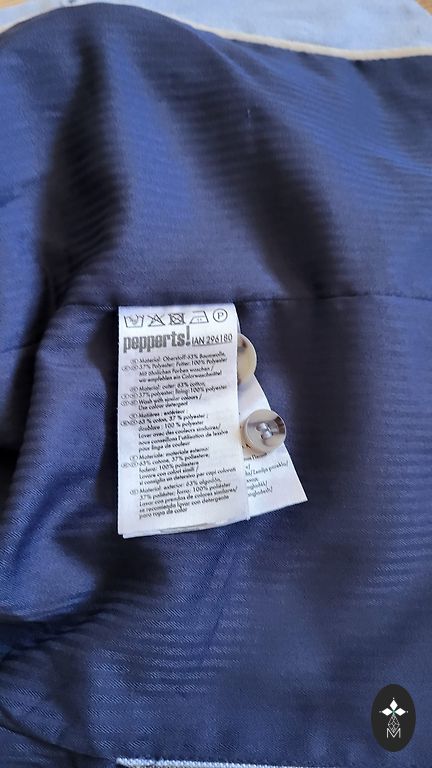 P
pepperts! IAN 296180
Material: Oberstoff: 63% Baumwolle,
37% Polyester; Futter: 100% Polyester
Mit ähnlichen Farben waschen/
wir empfehlen ein Colorwaschmittel
Material: outer: 63% cotton,
37% polyester; lining: 100% polyester
Wash with similar colours/
Use colour detergent
Matières: extérieur:
63% coton, 37% polyester;
doublure: 100% polyester
Laver avec des couleurs similaires/
nous conseillons l'utilisation de lessive
pour linge de couleur
Materiale: materiale esterno:
63% cotone, 37% poliestere;
fodera: 100% poliestere
Lavare con colori simili/
si consiglia un detersivo per capi colorati
Material: exterior: 63% algodón,
37% poliéster; forro: 100% poliéster
Lavar con prendas de colores similares/
se recomienda lavar con detergente
para ropa de color
M